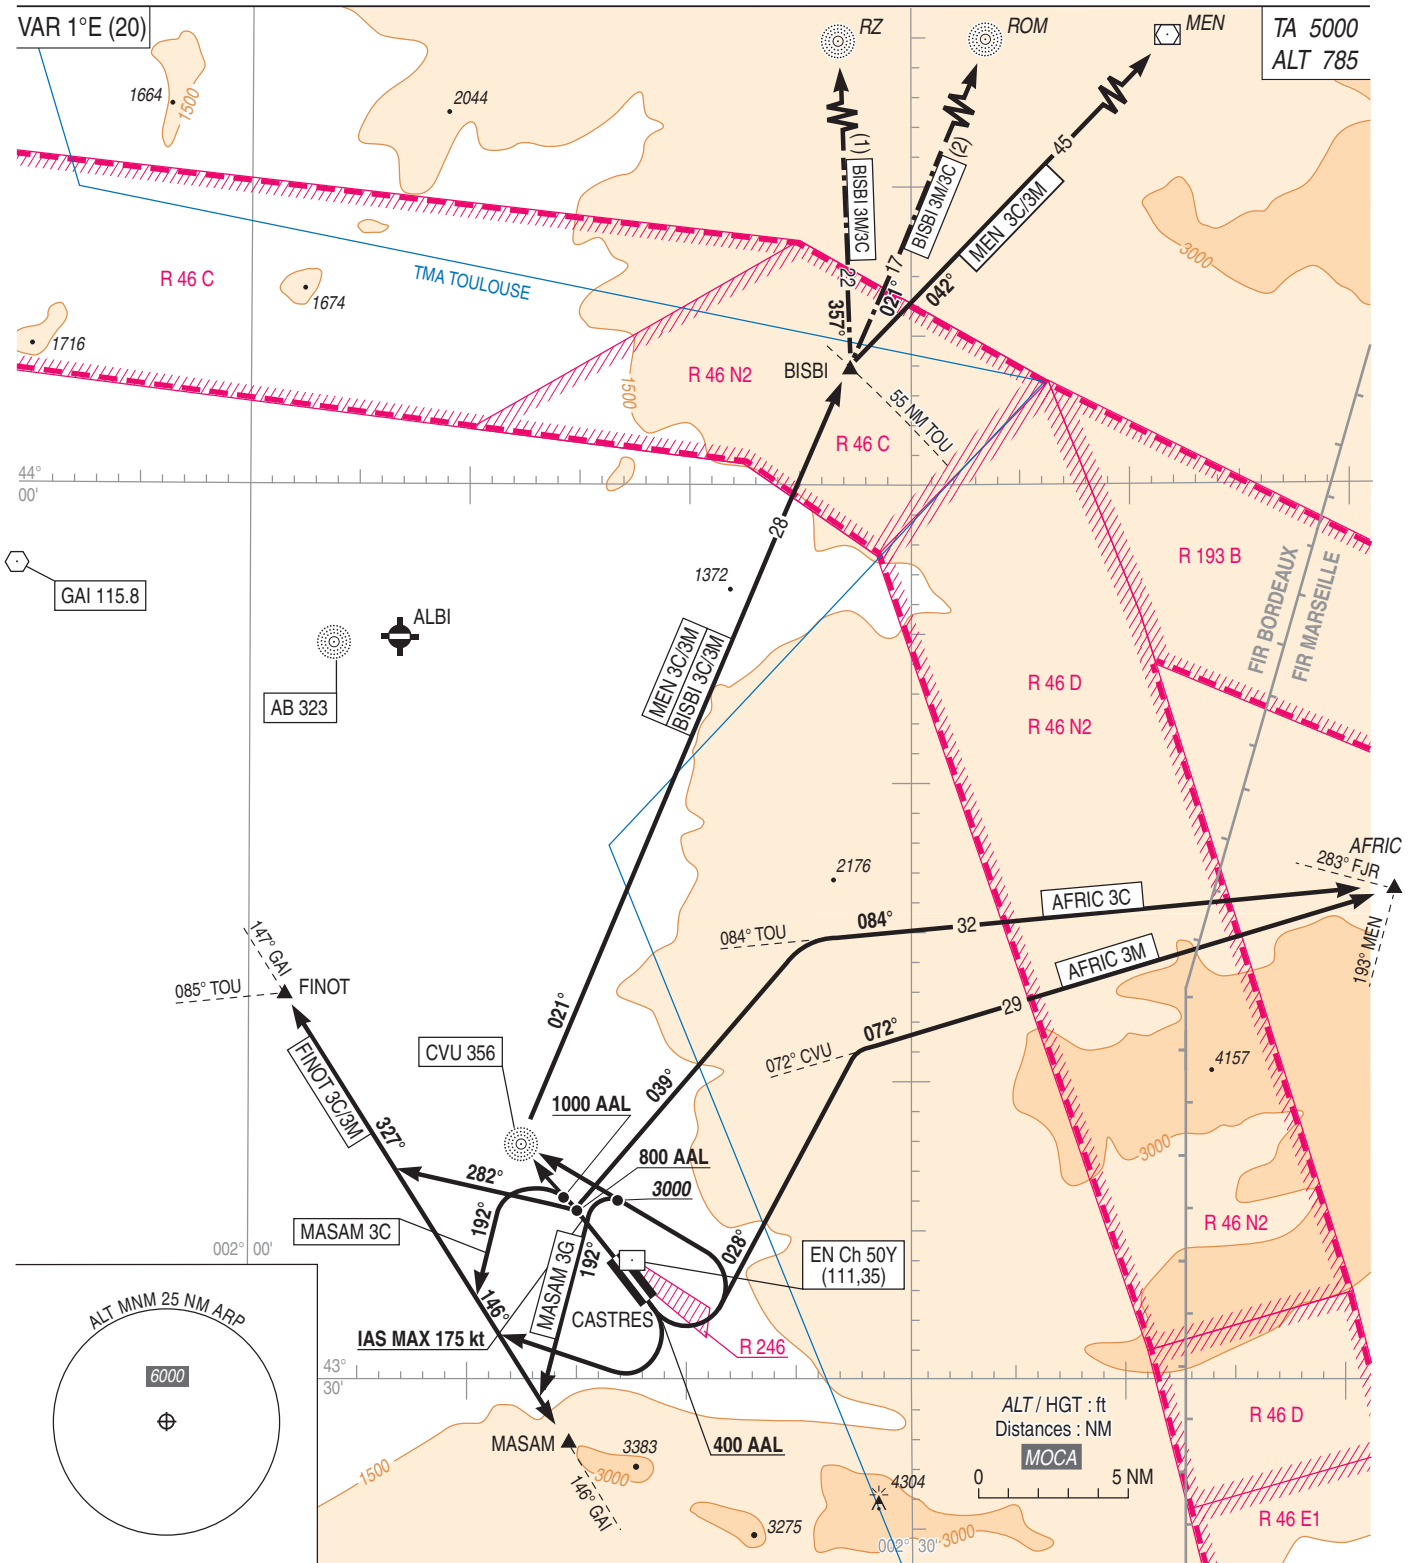 VAR 1°E (20)
RZ
ROM
MEN
TA 5000
ALT 785
1664
1500
2044
(1)
BISBI 3M/3C
22
357°
(2)
BISBI 3M/3C
17
021°
45
MEN 3C/3M
042°
3000
R 46 C
TMA TOULOUSE
1674
1716
1500
R 46 N2
BISBI
55 NM TOU
R 46 C
44°
00'
28
R 193 B
GAI 115.8
1372
ALBI
FIR BORDEAUX
FIR MARSEILLE
AB 323
MEN 3C/3M
BISBI 3C/3M
R 46 D
R 46 N2
2176
AFRIC
283° FJR
AFRIC 3C
084°
32
084° TOU
193° MEN
AFRIC 3M
147° GAI
085° TOU
FINOT
021°
29
072°
072° CVU
CVU 356
4157
FINOT 3C/3M
327°
039°
1000 AAL
800 AAL
3000
3000
282°
192°
MASAM 3C
MASAM 3G
192°
028°
R 46 N2
002° 00'
EN Ch 50Y
(111,35)
146°
CASTRES
ALT MNM 25 NM ARP
IAS MAX 175 kt
R 246
6000
43°
30'
ALT / HGT : ft
Distances : NM
MOCA
R 46 D
MASAM
3383
3000
400 AAL
1500
146° GAI
0 5 NM
4304
3275
R 46 E1
002° 30'
3000